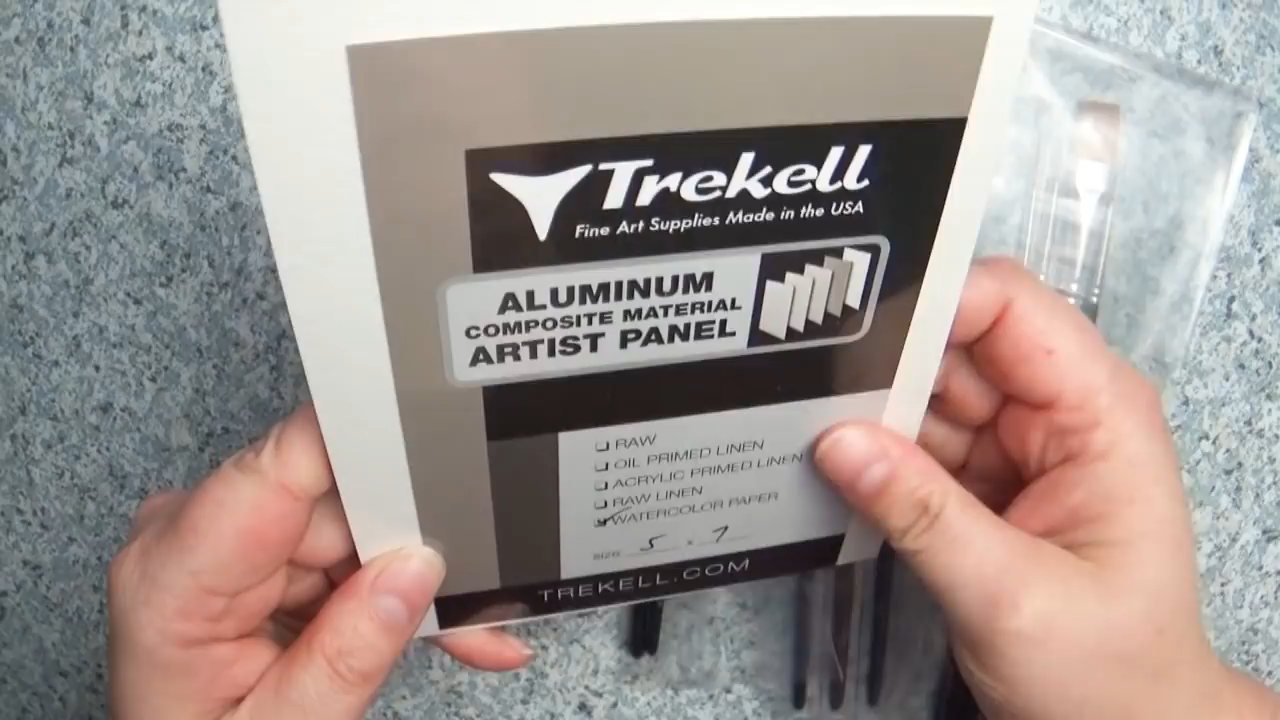 Trekell
Fine Art Supplies Made in the USA
ALUMINUM
COMPOSITE MATERIAL
ARTIST PANEL
❑ RAW
❑ OIL PRIMED LINEN
❑ ACRYLIC PRIMED LINEN
❑ RAW LINEN
☑ WATERCOLOR PAPER
SIZE 5 x 7
TREKELL.COM